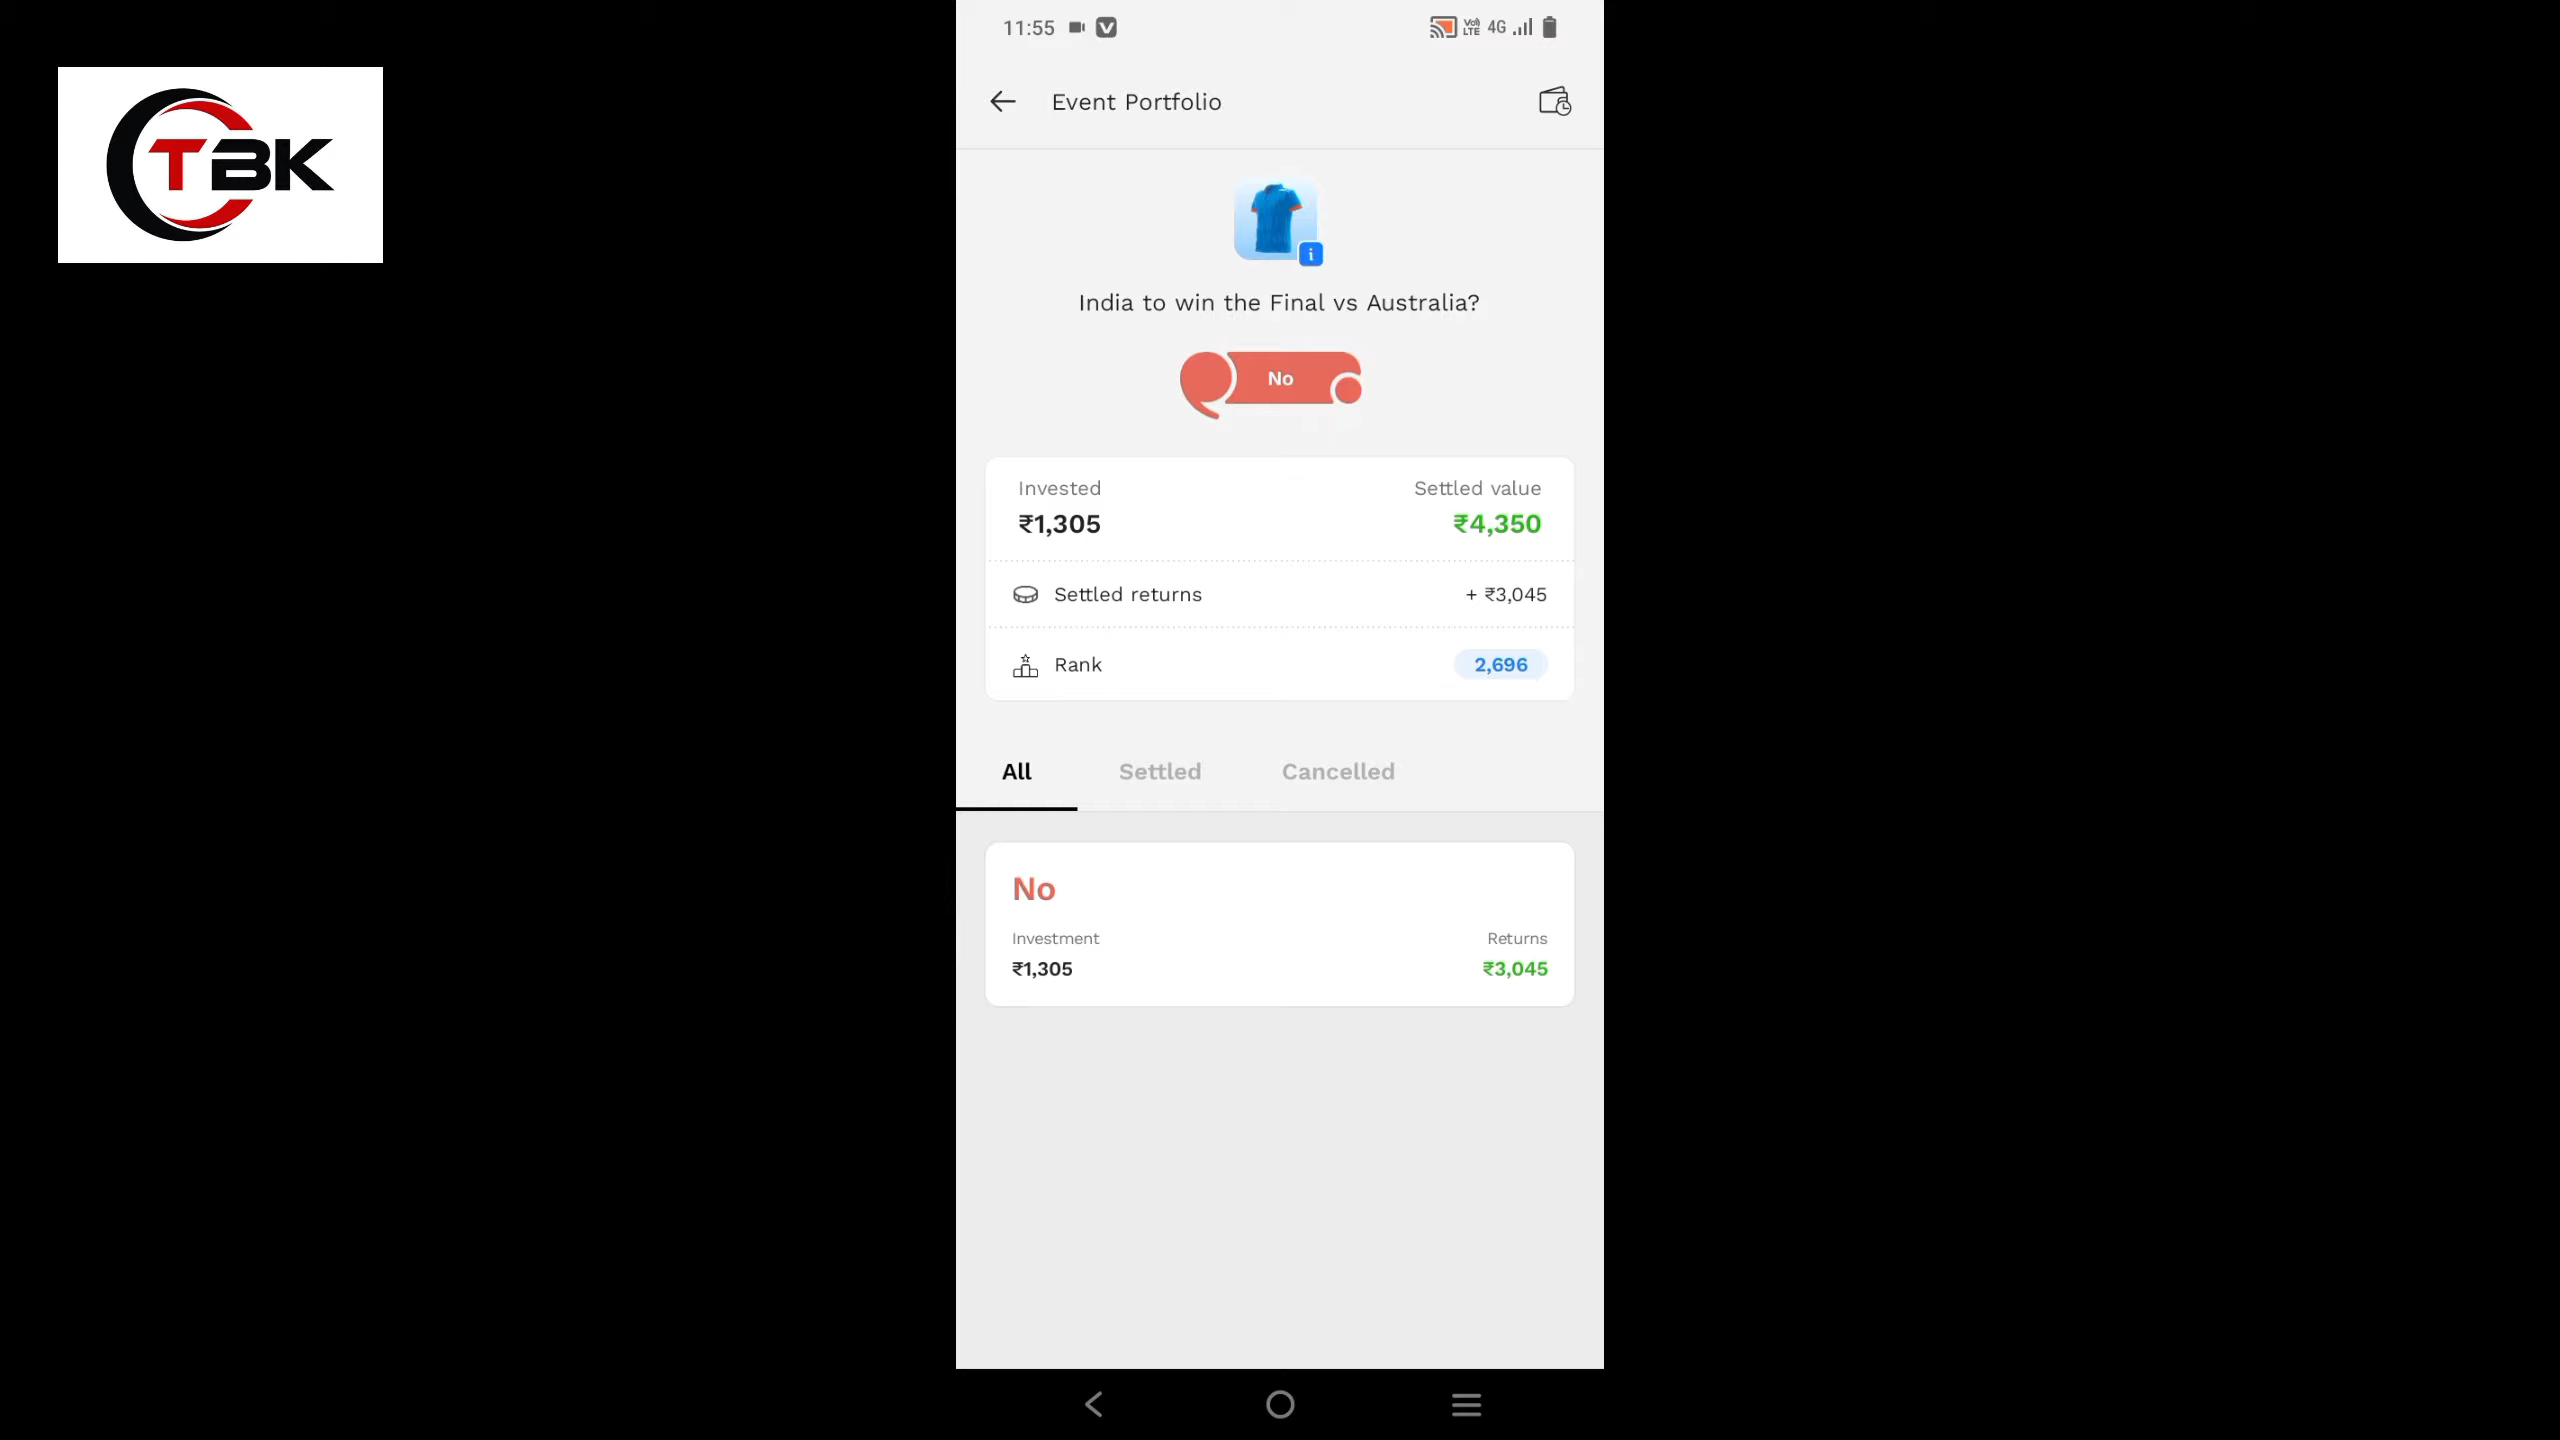 11:55
Vo) LTE 4G
TBK
Event Portfolio
i
India to win the Final vs Australia?
No
Invested
Settled value
₹1,305
₹4,350
Settled returns
+ ₹3,045
Rank
2,696
All
Settled
Cancelled
No
Investment
Returns
₹1,305
₹3,045